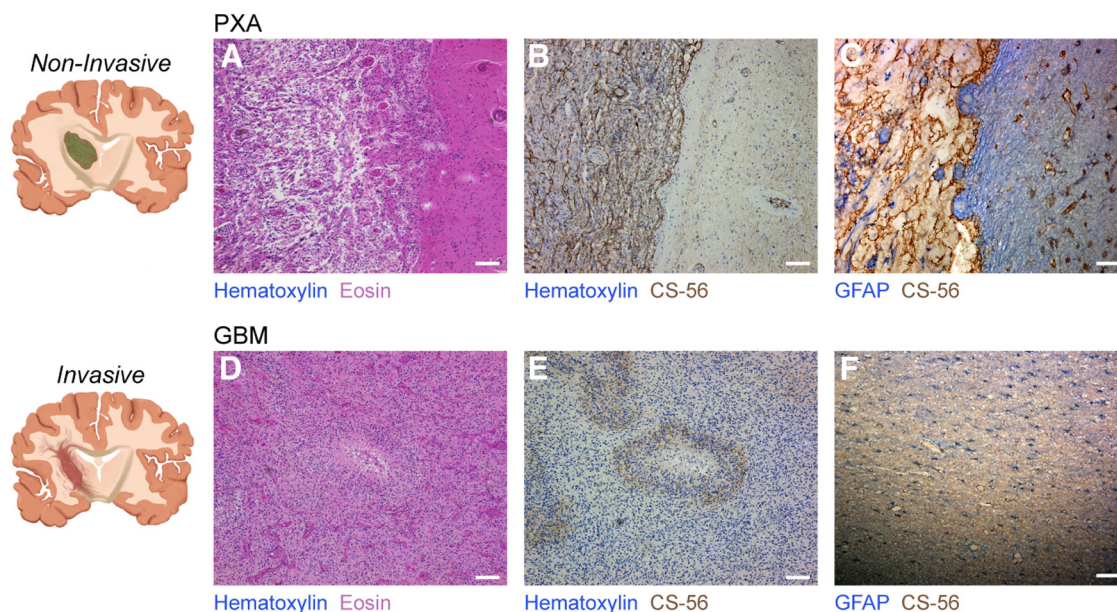 PXA
Non-Invasive
A
B
C
Hematoxylin Eosin
Hematoxylin CS-56
GFAP CS-56
GBM
Invasive
D
E
F
Hematoxylin Eosin
Hematoxylin CS-56
GFAP CS-56